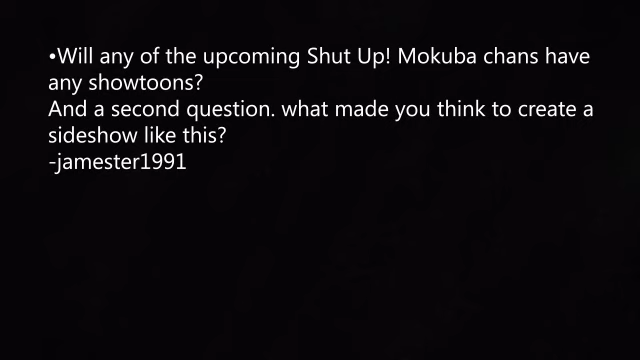 •Will any of the upcoming Shut Up! Mokuba chans have
any showtoons?
And a second question. what made you think to create a
sideshow like this?
-jamester1991